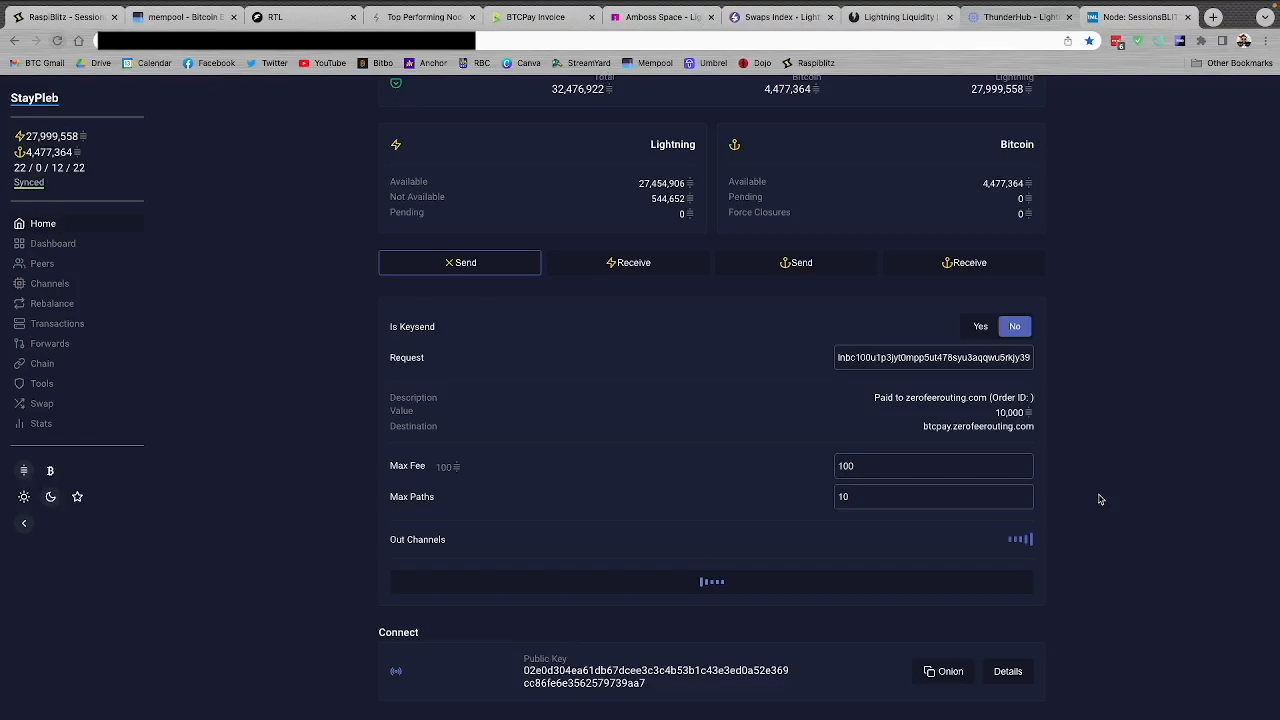 RaspiBlitz - Session
mempool - Bitcoin E
RTL
Top Performing Nod
BTCPay Invoice
Amboss Space - Lig
Swaps Index - Lightn
Lightning Liquidity
ThunderHub - Lightn
Node: SessionsBLIT
6
BTC Gmail
Drive
Calendar
Facebook
Twitter
YouTube
Bitbo
Anchor
RBC
Canva
StreamYard
Mempool
Umbrel
Dojo
Raspiblitz
Other Bookmarks
StayPleb
27,999,558
4,477,364
22 / 0 / 12 / 22
Synced
Home
Dashboard
Peers
Channels
Rebalance
Transactions
Forwards
Chain
Tools
Swap
Stats
Total
32,476,922
Bitcoin
4,477,364
Lightning
27,999,558
Lightning
Available 27,454,906
Not Available 544,652
Pending 0
Bitcoin
Available 4,477,364
Pending 0
Force Closures 0
Send
Receive
Send
Receive
Is Keysend Yes No
Request lnbc100u1p3jyt0mpp5ut478syu3aqqwu5rkjy39
Description Paid to zerofeerouting.com (Order ID: )
Value 10,000
Destination btcpay.zerofeerouting.com
Max Fee 100 100
Max Paths 10
Out Channels
Connect
Public Key
02e0d304ea61db67dcee3c3c4b53b1c43e3ed0a52e369
cc86fe6e3562579739aa7
Onion
Details